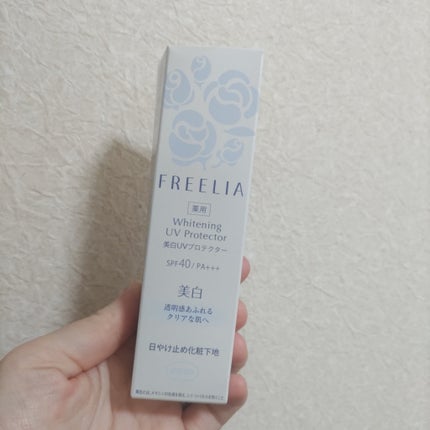 FREELIA
薬用
Whitening
UV Protector
美白UVプロテクター
SPF40/PA+++
美白
透明感あふれる
クリアな肌へ
日やけ止め化粧下地